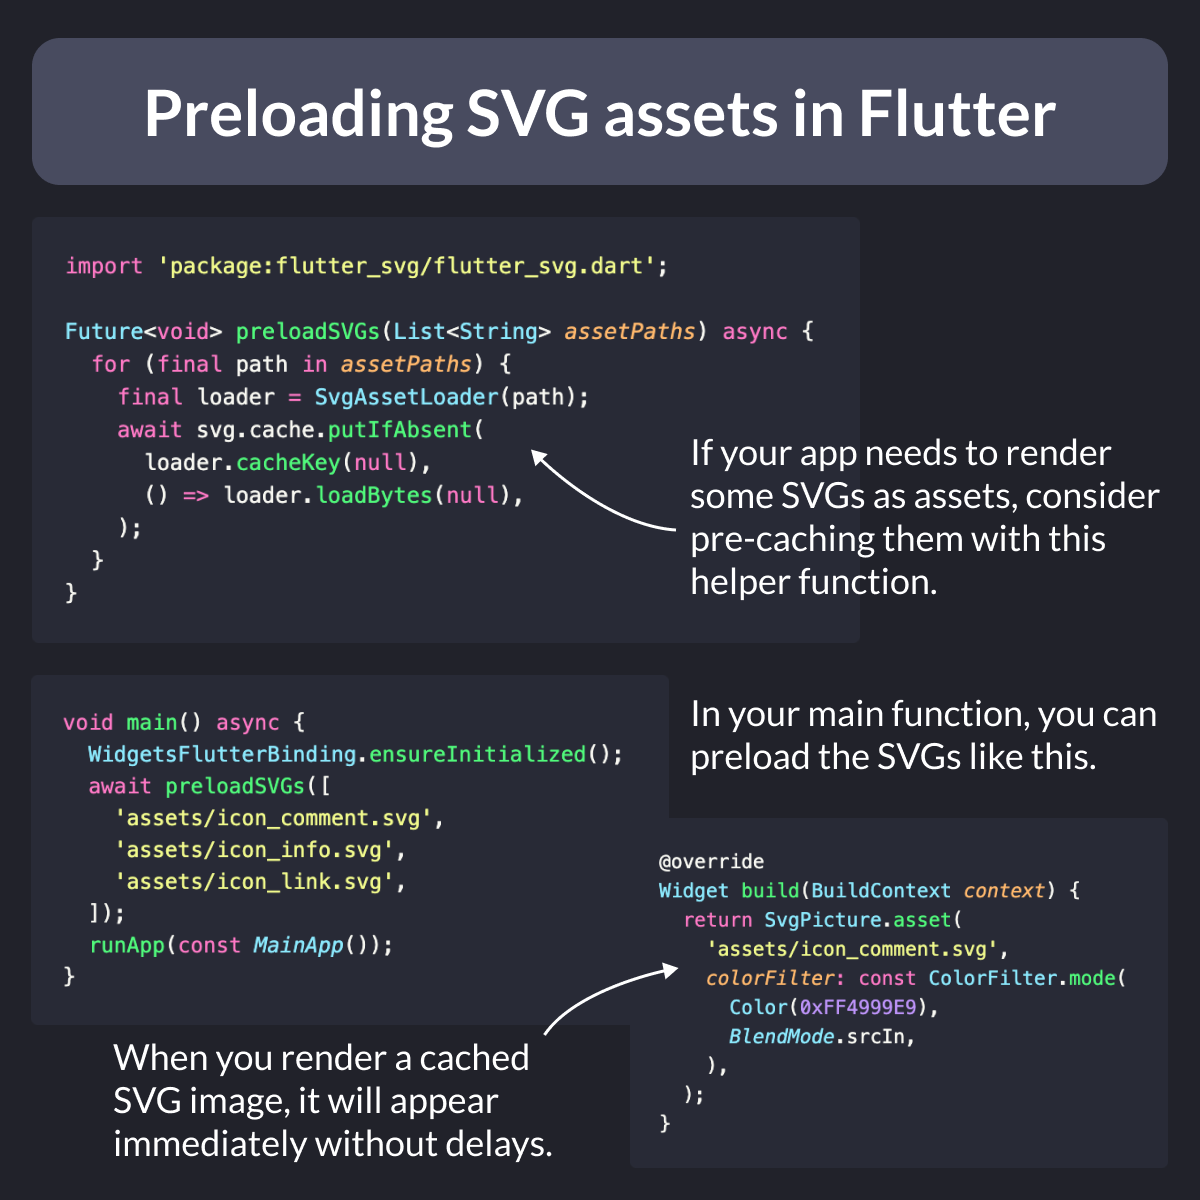 Preloading SVG assets in Flutter
import 'package:flutter_svg/flutter_svg.dart';
Future<void> preloadSVGs(List<String> assetPaths) async {
  for (final path in assetPaths) {
    final loader = SvgAssetLoader(path);
    await svg.cache.putIfAbsent(
      loader.cacheKey(null),
      () => loader.loadBytes(null),
    );
  }
}
If your app needs to render
some SVGs as assets, consider
pre-caching them with this
helper function.
void main() async {
  WidgetsFlutterBinding.ensureInitialized();
  await preloadSVGs([
    'assets/icon_comment.svg',
    'assets/icon_info.svg',
    'assets/icon_link.svg',
  ]);
  runApp(const MainApp());
}
In your main function, you can
preload the SVGs like this.
@override
Widget build(BuildContext context) {
  return SvgPicture.asset(
    'assets/icon_comment.svg',
    colorFilter: const ColorFilter.mode(
      Color(0xFF4999E9),
      BlendMode.srcIn,
    ),
  );
}
When you render a cached
SVG image, it will appear
immediately without delays.